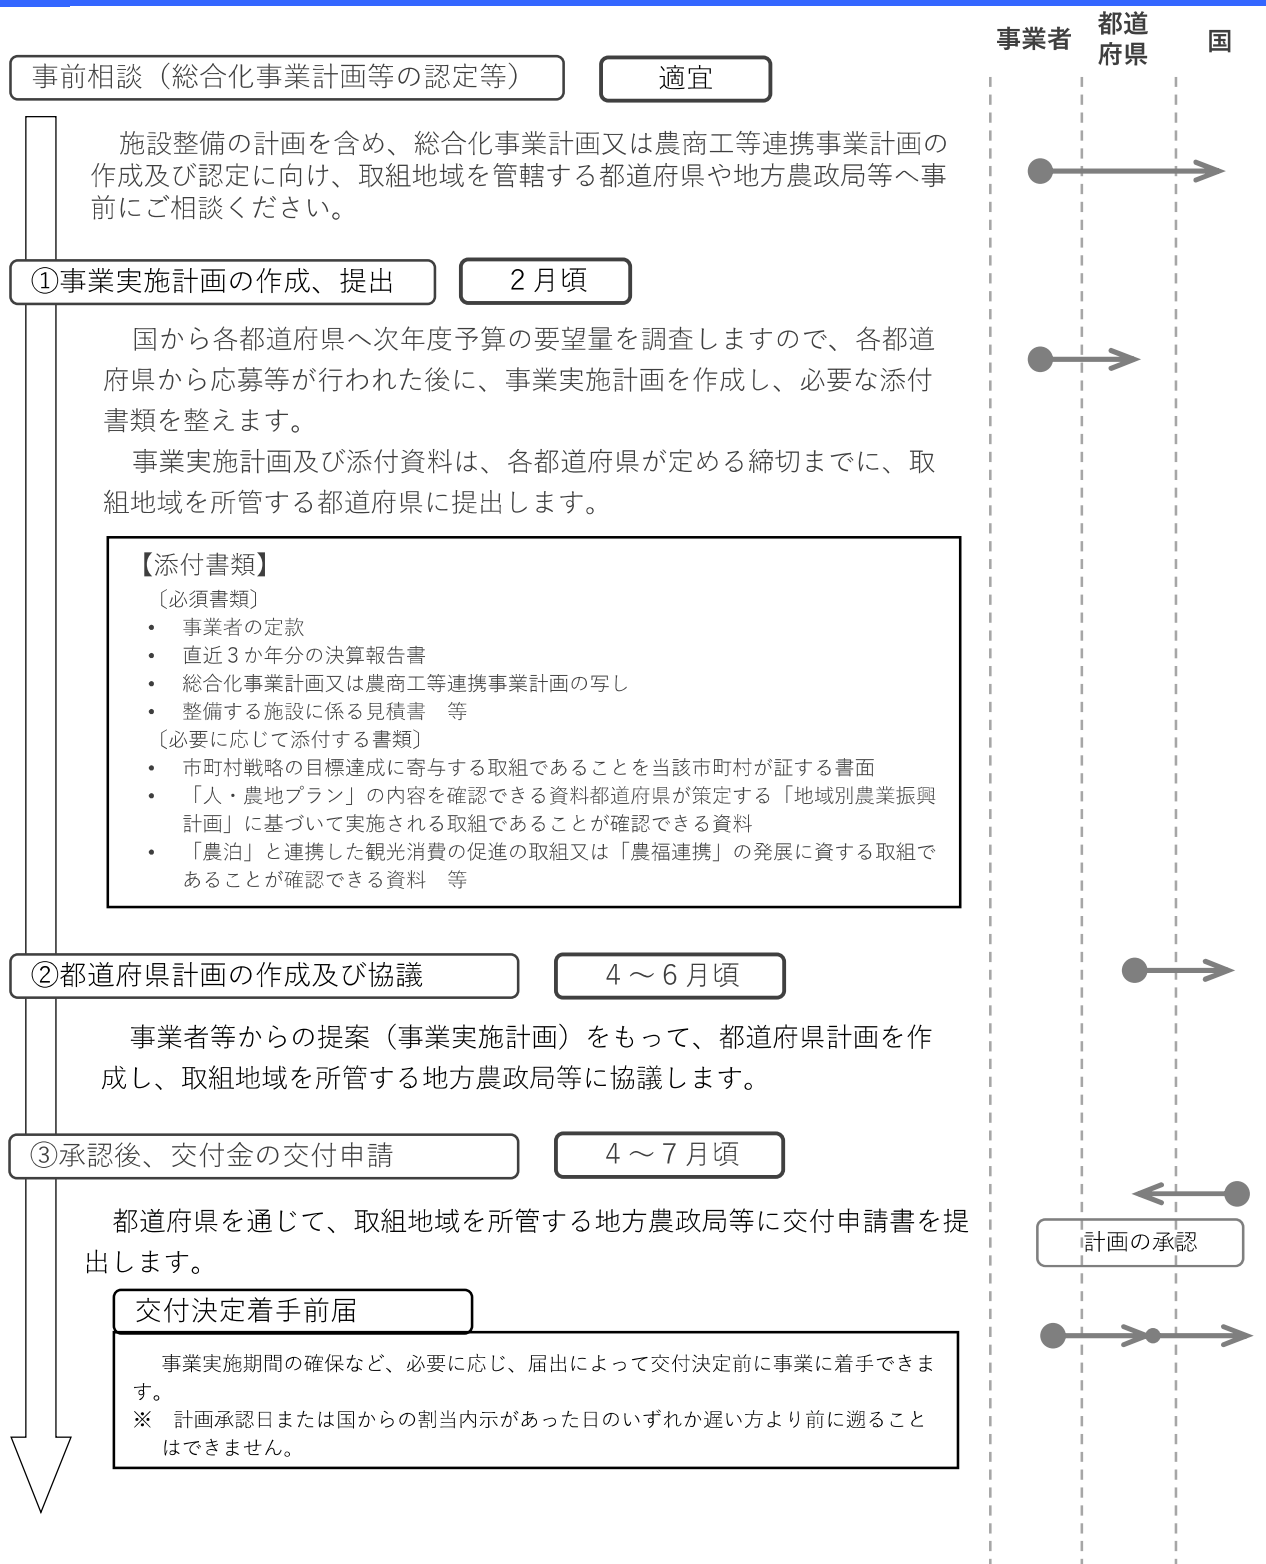 事業者
都道
府県
国
事前相談（総合化事業計画等の認定等）
適宜
施設整備の計画を含め、総合化事業計画又は農商工等連携事業計画の
作成及び認定に向け、取組地域を管轄する都道府県や地方農政局等へ事
前にご相談ください。
①事業実施計画の作成、提出
２月頃
国から各都道府県へ次年度予算の要望量を調査しますので、各都道
府県から応募等が行われた後に、事業実施計画を作成し、必要な添付
書類を整えます。
事業実施計画及び添付資料は、各都道府県が定める締切までに、取
組地域を所管する都道府県に提出します。
【添付書類】
〔必須書類〕
• 事業者の定款
• 直近３か年分の決算報告書
• 総合化事業計画又は農商工等連携事業計画の写し
• 整備する施設に係る見積書　等
〔必要に応じて添付する書類〕
• 市町村戦略の目標達成に寄与する取組であることを当該市町村が証する書面
• 「人・農地プラン」の内容を確認できる資料都道府県が策定する「地域別農業振興
計画」に基づいて実施される取組であることが確認できる資料
• 「農泊」と連携した観光消費の促進の取組又は「農福連携」の発展に資する取組で
あることが確認できる資料　等
②都道府県計画の作成及び協議
４～６月頃
事業者等からの提案（事業実施計画）をもって、都道府県計画を作
成し、取組地域を所管する地方農政局等に協議します。
③承認後、交付金の交付申請
４～７月頃
都道府県を通じて、取組地域を所管する地方農政局等に交付申請書を提
出します。
計画の承認
交付決定着手前届
事業実施期間の確保など、必要に応じ、届出によって交付決定前に事業に着手できま
す。
※　計画承認日または国からの割当内示があった日のいずれか遅い方より前に遡ること
はできません。